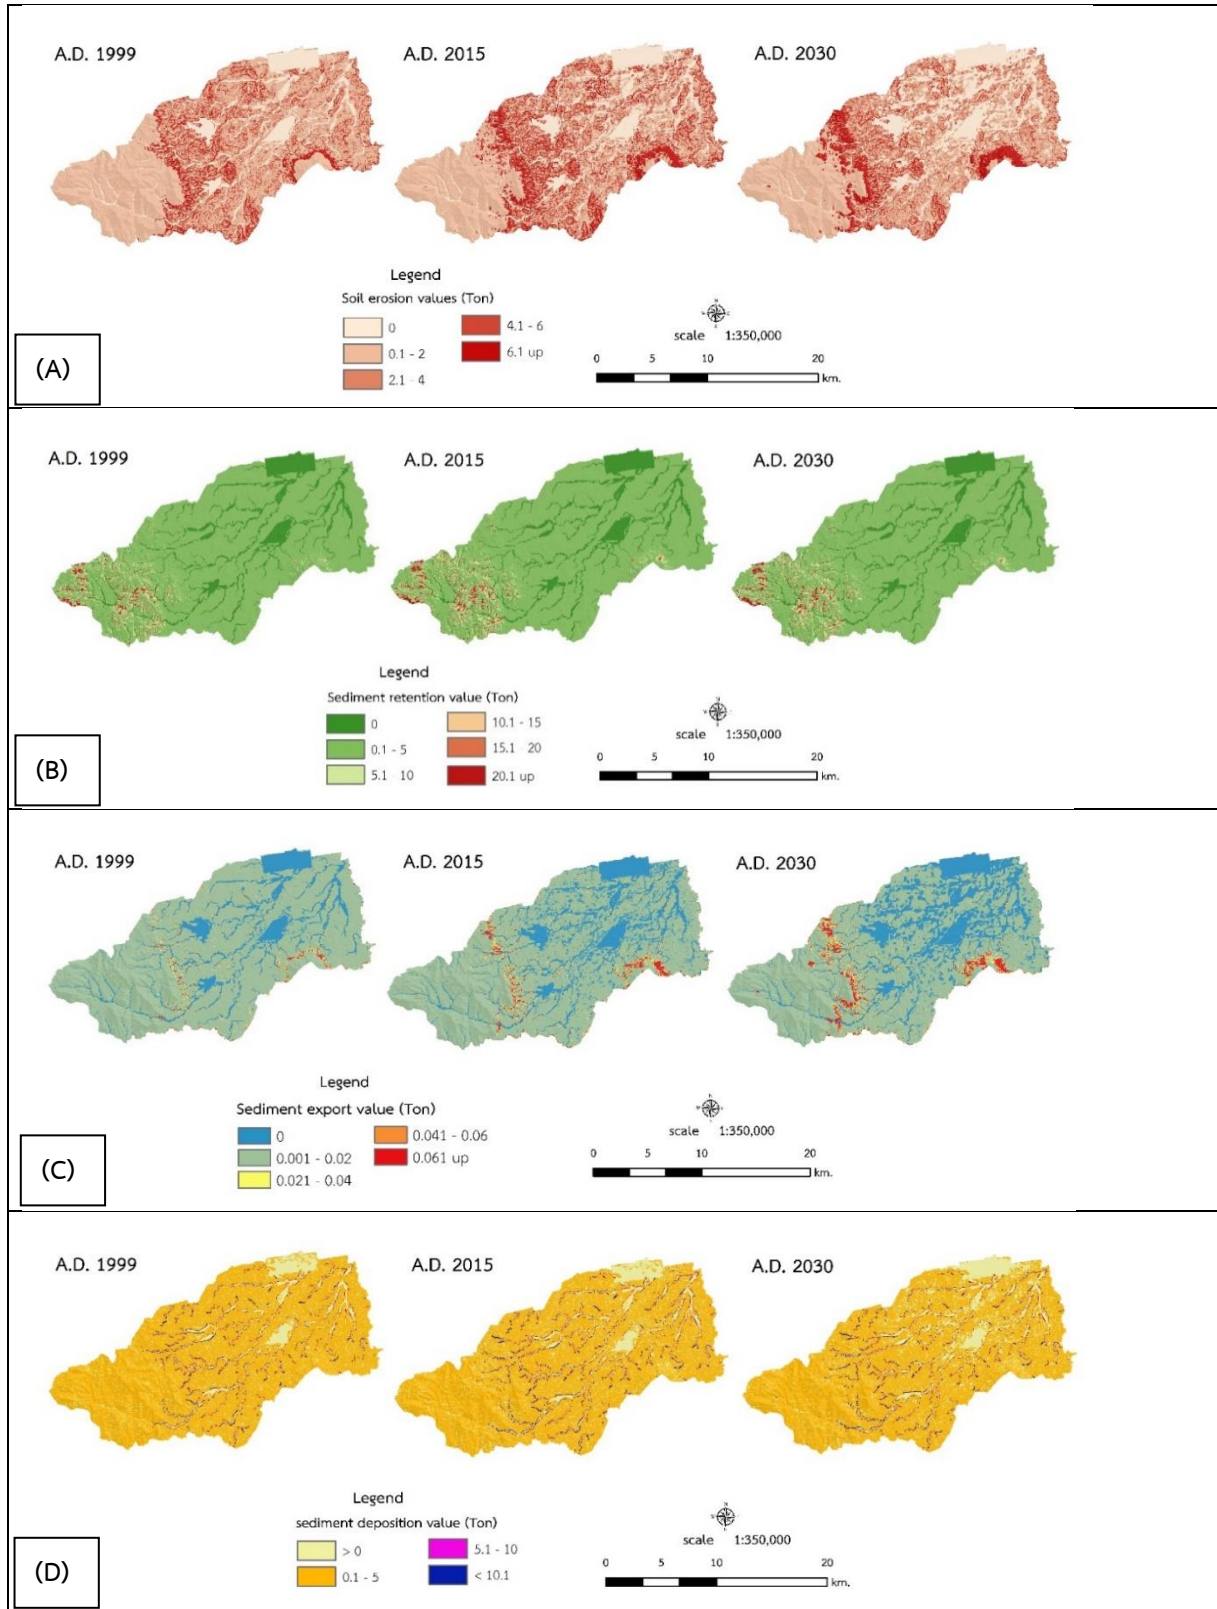 A.D. 1999
A.D. 2015
A.D. 2030
Legend
Soil erosion values (Ton)
0
0.1 - 2
2.1 - 4
4.1 - 6
6.1 up
scale 1:350,000
0 5 10 20
km.
(A)
A.D. 1999
A.D. 2015
A.D. 2030
Legend
Sediment retention value (Ton)
0
0.1 - 5
5.1 - 10
10.1 - 15
15.1 - 20
20.1 up
scale 1:350,000
0 5 10 20
km.
(B)
A.D. 1999
A.D. 2015
A.D. 2030
Legend
Sediment export value (Ton)
0
0.001 - 0.02
0.021 - 0.04
0.041 - 0.06
0.061 up
scale 1:350,000
0 5 10 20
km.
(C)
A.D. 1999
A.D. 2015
A.D. 2030
Legend
sediment deposition value (Ton)
> 0
0.1 - 5
5.1 - 10
< 10.1
scale 1:350,000
0 5 10 20
km.
(D)